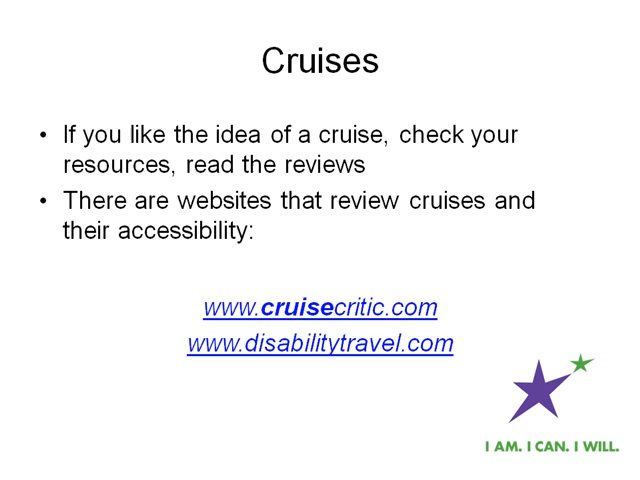 Cruises
• If you like the idea of a cruise, check your
resources, read the reviews
• There are websites that review cruises and
their accessibility:
www.cruisecritic.com
www.disabilitytravel.com
I AM. I CAN. I WILL.